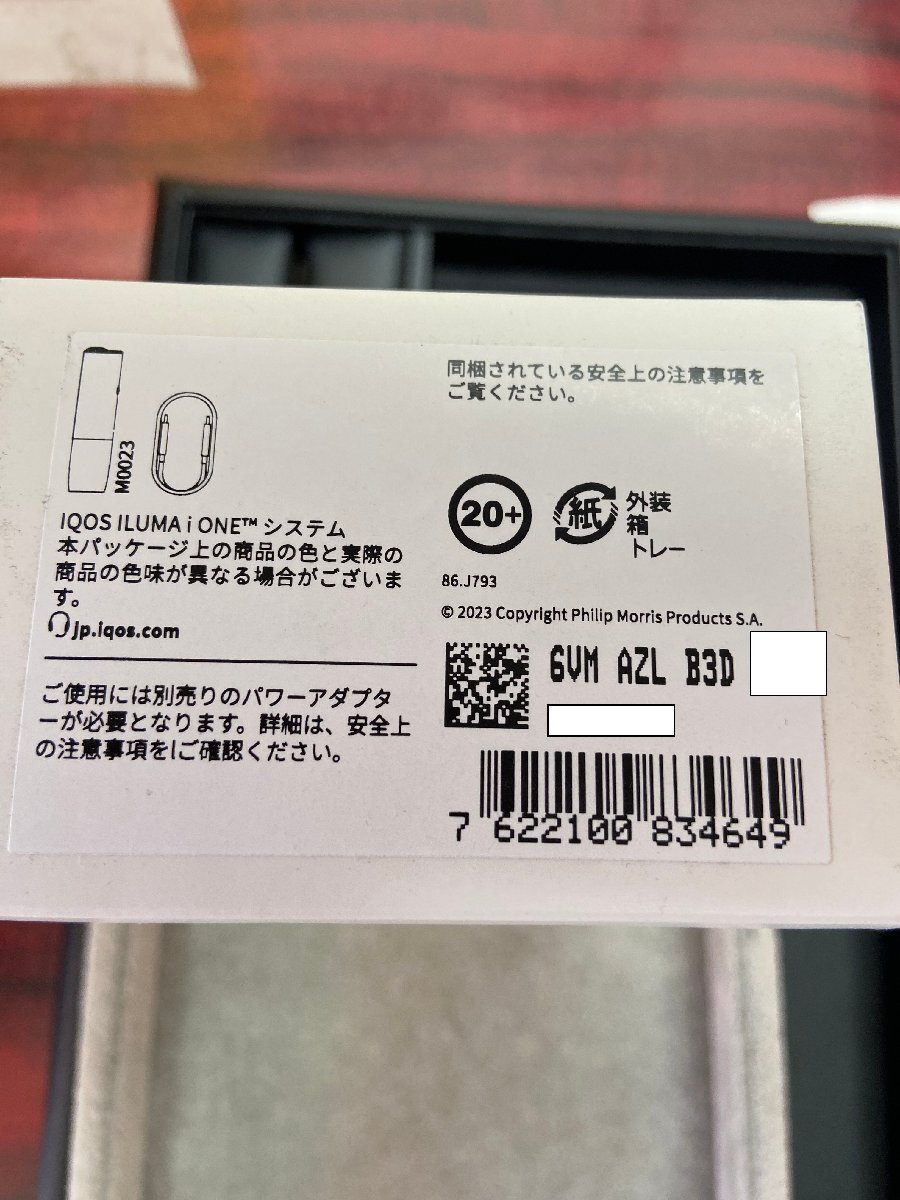 M0023
IQOS ILUMA i ONE™ システム
本パッケージ上の商品の色と実際の
商品の色味が異なる場合がございま
す。
jp.iqos.com
ご使用には別売りのパワーアダプタ
ーが必要となります。詳細は、安全上
の注意事項をご確認ください。
同梱されている安全上の注意事項を
ご覧ください。
20+
紙
外装
箱
トレー
86.J793
© 2023 Copyright Philip Morris Products S.A.
6VM AZL B3D
7 622100 834649